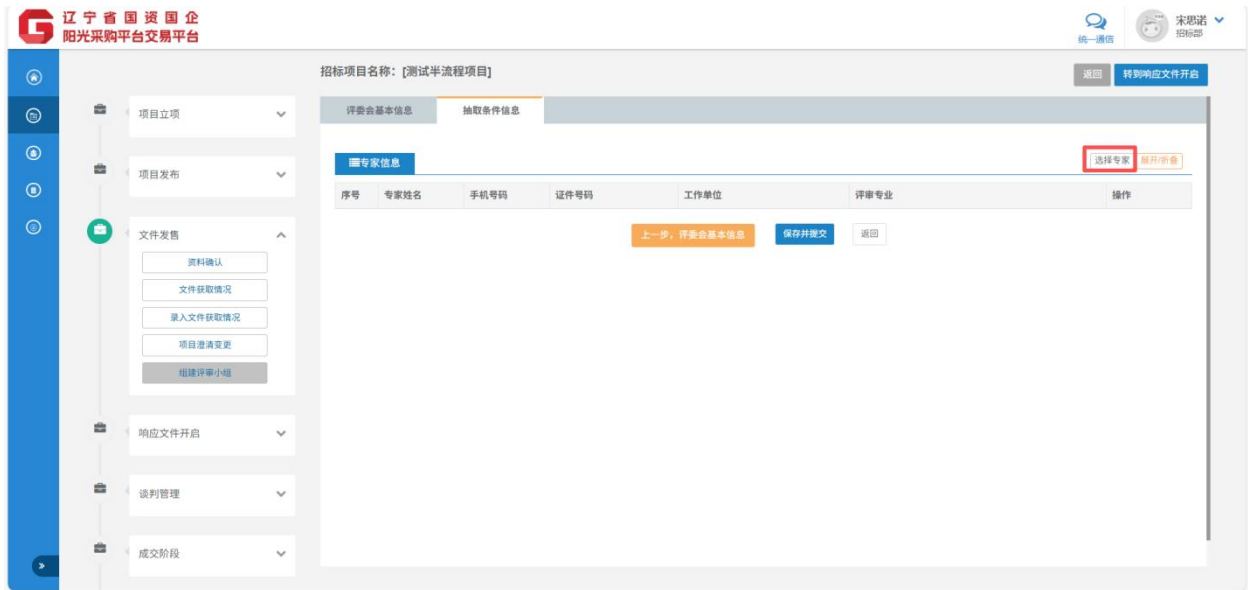 辽宁省国资国企
阳光采购平台交易平台
统一通信
宋思诺
招标部
招标项目名称：[测试半流程项目]
返回
转到响应文件开启
项目立项
项目发布
文件发售
资料确认
文件获取情况
录入文件获取情况
项目澄清变更
组建评审小组
响应文件开启
谈判管理
成交阶段
评委会基本信息
抽取条件信息
专家信息
选择专家
展开/折叠
序号 专家姓名 手机号码 证件号码 工作单位 评审专业 操作
上一步，评委会基本信息
保存并提交
返回